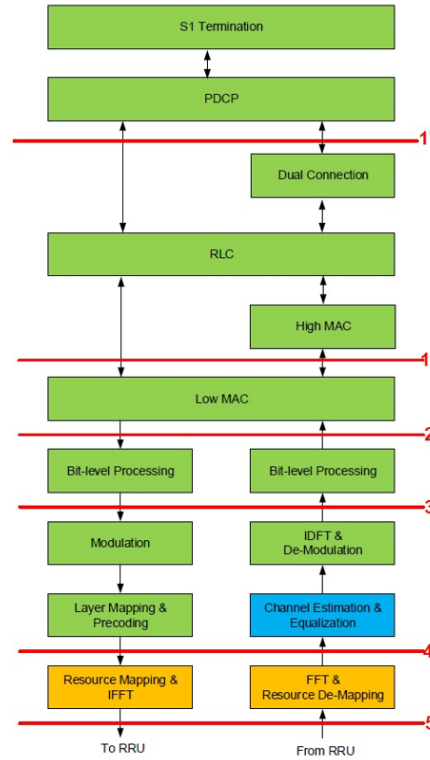 S1 Termination
PDCP
1'
Dual Connection
RLC
High MAC
1
Low MAC
2
Bit-level Processing
Bit-level Processing
3
Modulation
IDFT &
De-Modulation
Layer Mapping &
Precoding
Channel Estimation &
Equalization
4
Resource Mapping &
IFFT
FFT &
Resource De-Mapping
5
To RRU
From RRU